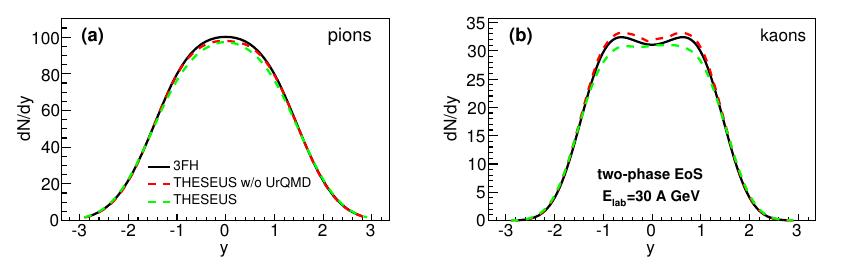 (a)
pions
dN/dy
100
80
60
40
20
0
3FH
THESEUS w/o UrQMD
THESEUS
-3 -2 -1 0 1 2 3
y
(b)
kaons
dN/dy
35
30
25
20
15
10
5
0
two-phase EoS
E_lab=30 A GeV
-3 -2 -1 0 1 2 3
y